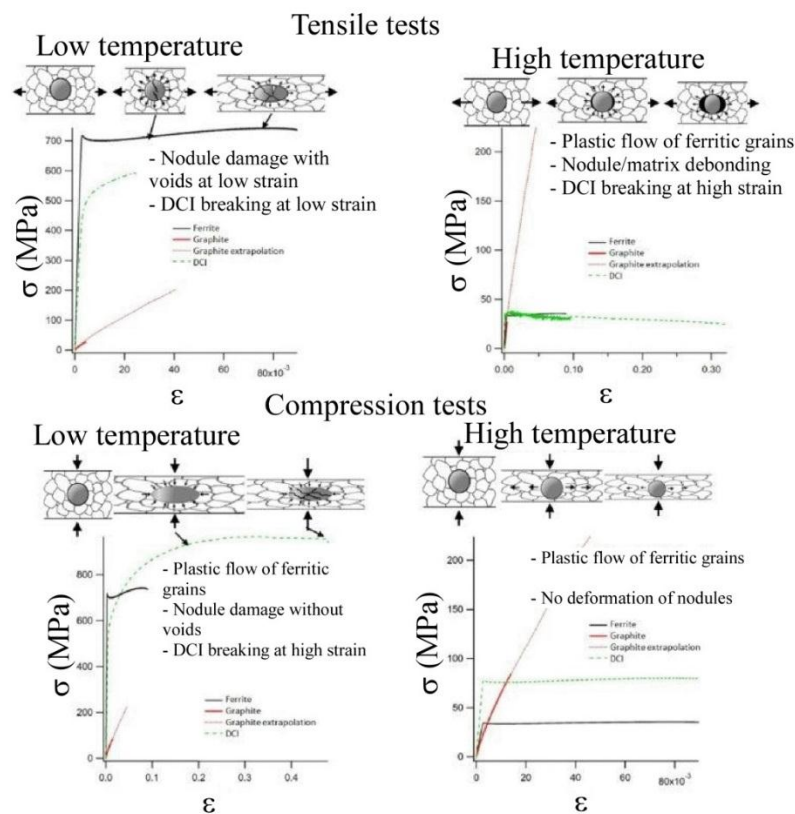 Tensile tests
Low temperature
700
600
500
400
300
200
100
0
σ (MPa)
- Nodule damage with
voids at low strain
- DCI breaking at low strain
Ferrite
Graphite
Graphite extrapolation
DCI
0
20
40
80x10⁻³
ε
High temperature
200
150
100
50
0
σ (MPa)
- Plastic flow of ferritic grains
- Nodule/matrix debonding
- DCI breaking at high strain
Ferrite
Graphite
Graphite extrapolation
DCI
0.00
0.10
0.20
0.30
ε
Compression tests
Low temperature
800
600
400
200
0
σ (MPa)
- Plastic flow of ferritic
grains
- Nodule damage without
voids
- DCI breaking at high strain
Ferrite
Graphite
Graphite extrapolation
DCI
0.0
0.1
0.2
0.3
0.4
ε
High temperature
200
150
100
50
0
σ (MPa)
- Plastic flow of ferritic grains
- No deformation of nodules
Ferrite
Graphite
Graphite extrapolation
DCI
0
20
40
60
80x10⁻³
ε